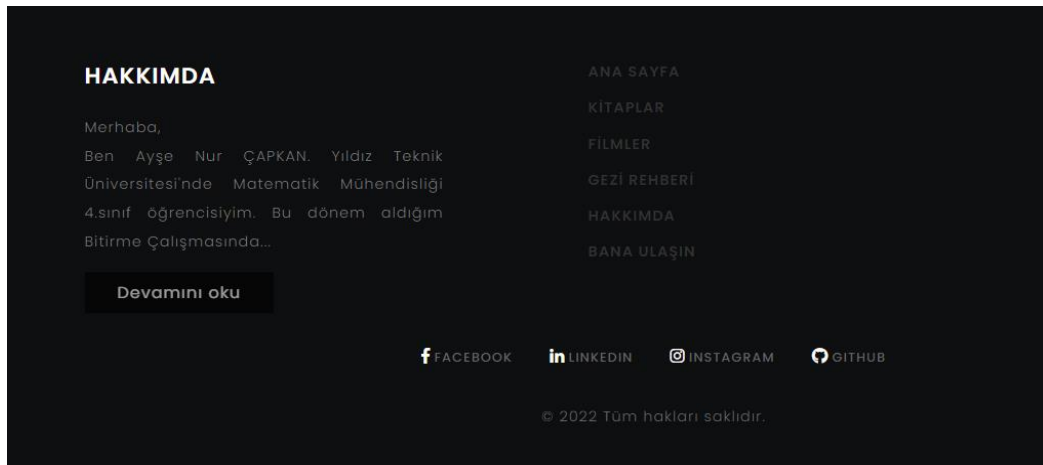 HAKKIMDA
Merhaba,
Ben Ayşe Nur ÇAPKAN. Yıldız Teknik
Üniversitesi'nde Matematik Mühendisliği
4.sınıf öğrencisiyim. Bu dönem aldığım
Bitirme Çalışmasında...
Devamını oku
ANA SAYFA
KİTAPLAR
FİLMLER
GEZİ REHBERİ
HAKKIMDA
BANA ULAŞIN
FACEBOOK LINKEDIN INSTAGRAM GITHUB
© 2022 Tüm hakları saklıdır.